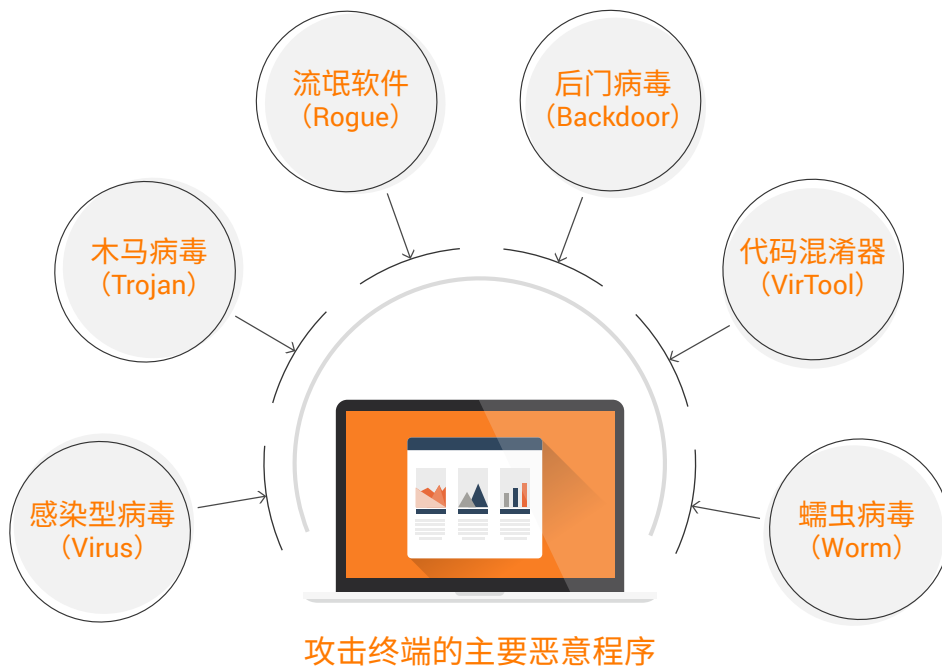 流氓软件
（Rogue）
后门病毒
（Backdoor）
木马病毒
（Trojan）
代码混淆器
（VirTool）
感染型病毒
（Virus）
蠕虫病毒
（Worm）
攻击终端的主要恶意程序